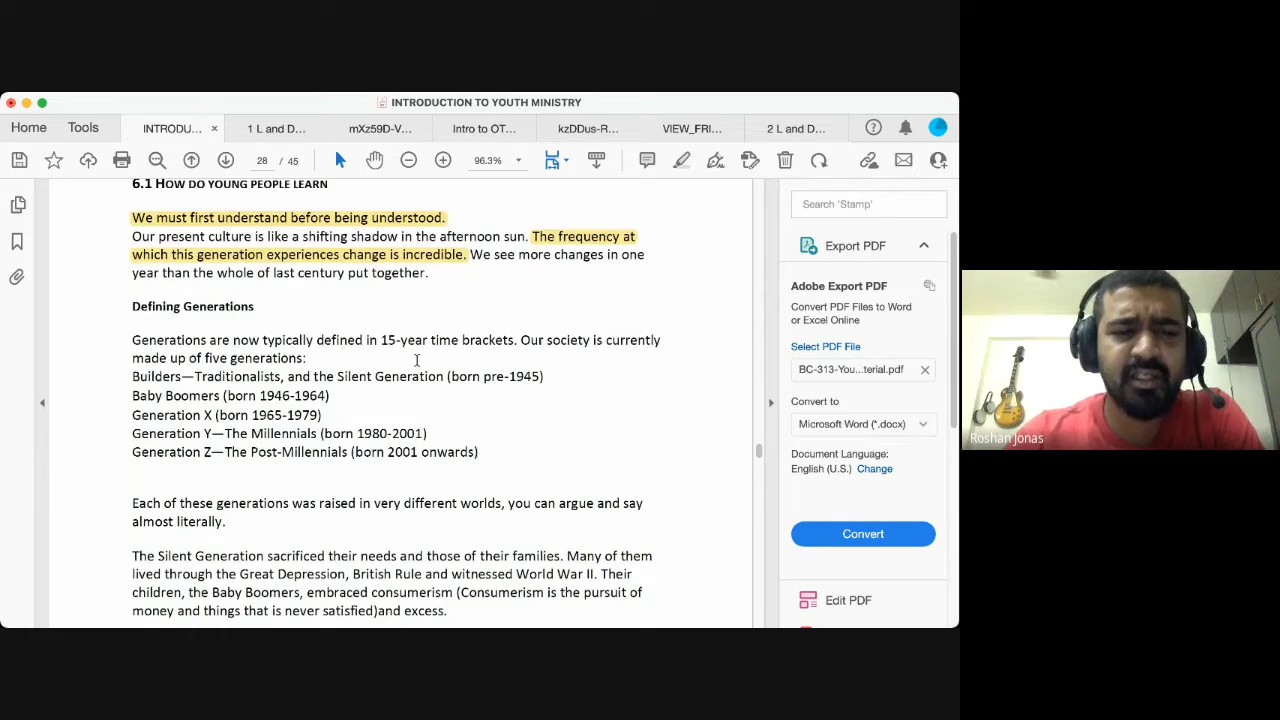 INTRODUCTION TO YOUTH MINISTRY
Home
Tools
INTRODU...
1 L and D...
mXz59D-V...
Intro to OT...
kzDDus-R...
VIEW_FRI...
2 L and D...
28 / 45
96.3%
6.1 HOW DO YOUNG PEOPLE LEARN
We must first understand before being understood.
Our present culture is like a shifting shadow in the afternoon sun. The frequency at
which this generation experiences change is incredible. We see more changes in one
year than the whole of last century put together.
Defining Generations
Generations are now typically defined in 15-year time brackets. Our society is currently
made up of five generations:
Builders—Traditionalists, and the Silent Generation (born pre-1945)
Baby Boomers (born 1946-1964)
Generation X (born 1965-1979)
Generation Y—The Millennials (born 1980-2001)
Generation Z—The Post-Millennials (born 2001 onwards)
Each of these generations was raised in very different worlds, you can argue and say
almost literally.
The Silent Generation sacrificed their needs and those of their families. Many of them
lived through the Great Depression, British Rule and witnessed World War II. Their
children, the Baby Boomers, embraced consumerism (Consumerism is the pursuit of
money and things that is never satisfied)and excess.
Search 'Stamp'
Export PDF
Adobe Export PDF
Convert PDF Files to Word
or Excel Online
Select PDF File
BC-313-You...terial.pdf
Convert to
Microsoft Word (*.docx)
Document Language:
English (U.S.) Change
Convert
Edit PDF
Roshan Jonas